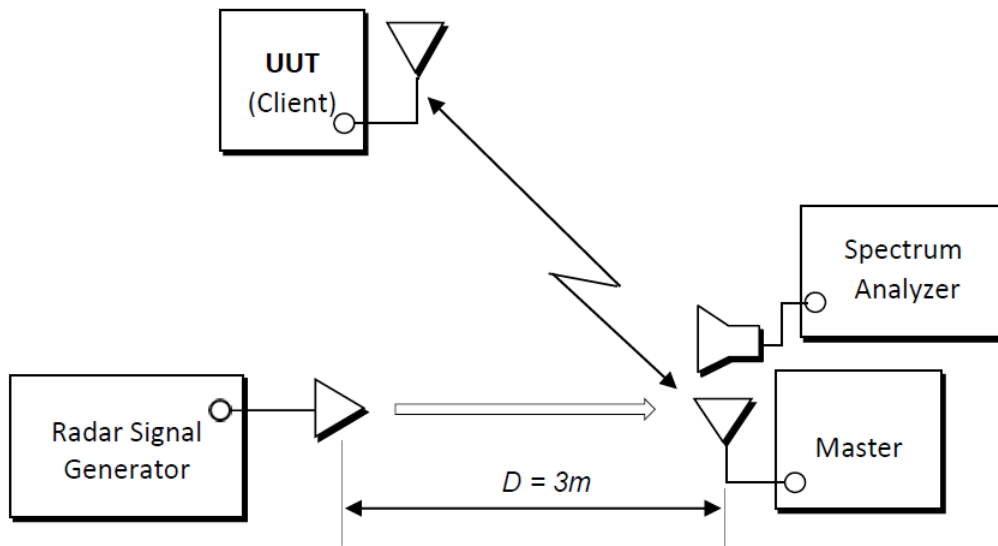 UUT
(Client)
Spectrum
Analyzer
Radar Signal
Generator
Master
D = 3m